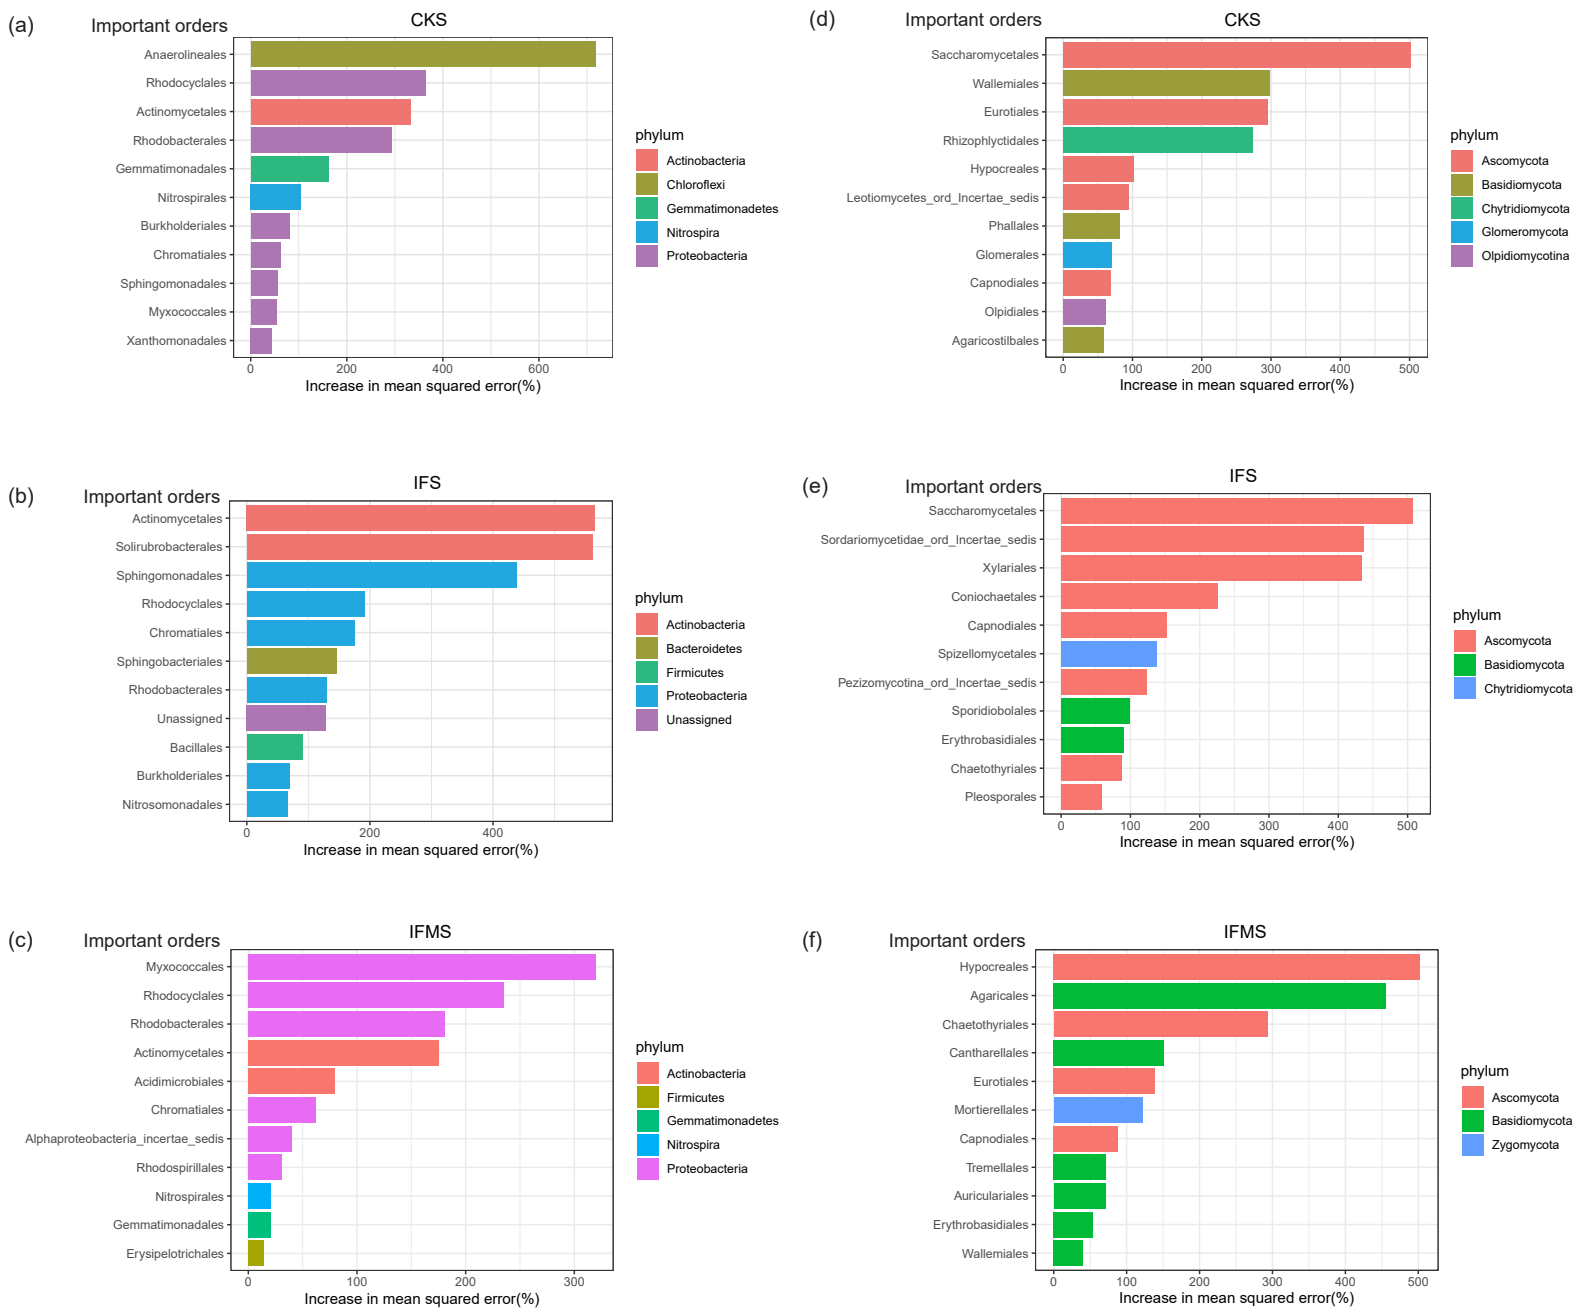 (a)
Important orders
CKS
Anaerolineales
Rhodocyclales
Actinomycetales
Rhodobacterales
Gemmatimonadales
Nitrospirales
Burkholderiales
Chromatiales
Sphingomonadales
Myxococcales
Xanthomonadales
0 200 400 600
Increase in mean squared error(%)
phylum
Actinobacteria
Chloroflexi
Gemmatimonadetes
Nitrospira
Proteobacteria
(d)
Important orders
CKS
Saccharomycetales
Wallemiales
Eurotiales
Rhizophlyctidales
Hypocreales
Leotiomycetes_ord_Incertae_sedis
Phallales
Glomerales
Capnodiales
Olpidiales
Agaricostilbales
0 100 200 300 400 500
Increase in mean squared error(%)
phylum
Ascomycota
Basidiomycota
Chytridiomycota
Glomeromycota
Olpidiomycotina
(b)
Important orders
IFS
Actinomycetales
Solirubrobacterales
Sphingomonadales
Rhodocyclales
Chromatiales
Sphingobacteriales
Rhodobacterales
Unassigned
Bacillales
Burkholderiales
Nitrosomonadales
0 200 400
Increase in mean squared error(%)
phylum
Actinobacteria
Bacteroidetes
Firmicutes
Proteobacteria
Unassigned
(e)
Important orders
IFS
Saccharomycetales
Sordariomycetidae_ord_Incertae_sedis
Xylariales
Coniochaetales
Capnodiales
Spizellomycetales
Pezizomycotina_ord_Incertae_sedis
Sporidiobolales
Erythrobasidiales
Chaetothyriales
Pleosporales
0 100 200 300 400 500
Increase in mean squared error(%)
phylum
Ascomycota
Basidiomycota
Chytridiomycota
(c)
Important orders
IFMS
Myxococcales
Rhodocyclales
Rhodobacterales
Actinomycetales
Acidimicrobiales
Chromatiales
Alphaproteobacteria_incertae_sedis
Rhodospirillales
Nitrospirales
Gemmatimonadales
Erysipelotrichales
0 100 200 300
Increase in mean squared error(%)
phylum
Actinobacteria
Firmicutes
Gemmatimonadetes
Nitrospira
Proteobacteria
(f)
Important orders
IFMS
Hypocreales
Agaricales
Chaetothyriales
Cantharellales
Eurotiales
Mortierellales
Capnodiales
Tremellales
Auriculariales
Erythrobasidiales
Wallemiales
0 100 200 300 400 500
Increase in mean squared error(%)
phylum
Ascomycota
Basidiomycota
Zygomycota